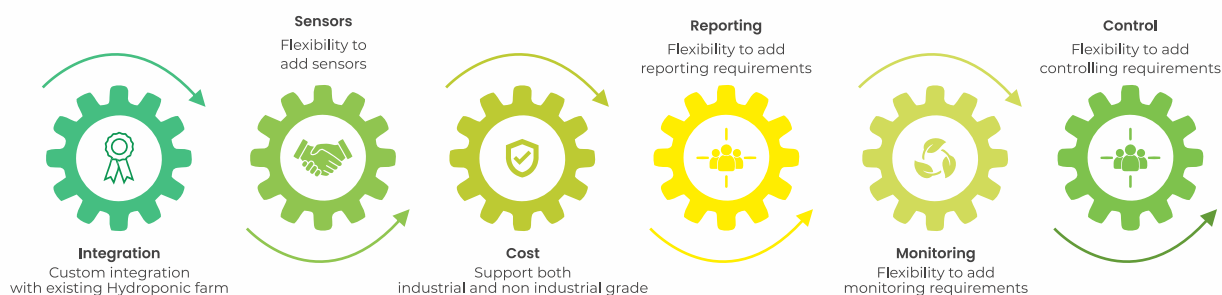 Integration
Custom integration
with existing Hydroponic farm
Sensors
Flexibility to
add sensors
Cost
Support both
industrial and non industrial grade
Reporting
Flexibility to add
reporting requirements
Monitoring
Flexibility to add
monitoring requirements
Control
Flexibility to add
controlling requirements